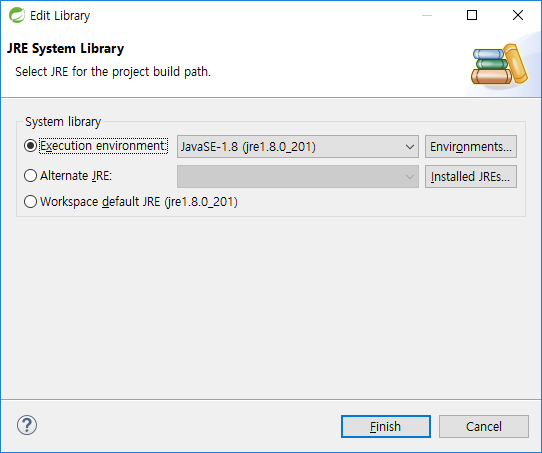 Edit Library
JRE System Library
Select JRE for the project build path.
System library
Execution environment: JavaSE-1.8 (jre1.8.0_201) Environments...
Alternate JRE: Installed JREs...
Workspace default JRE (jre1.8.0_201)
? Finish Cancel